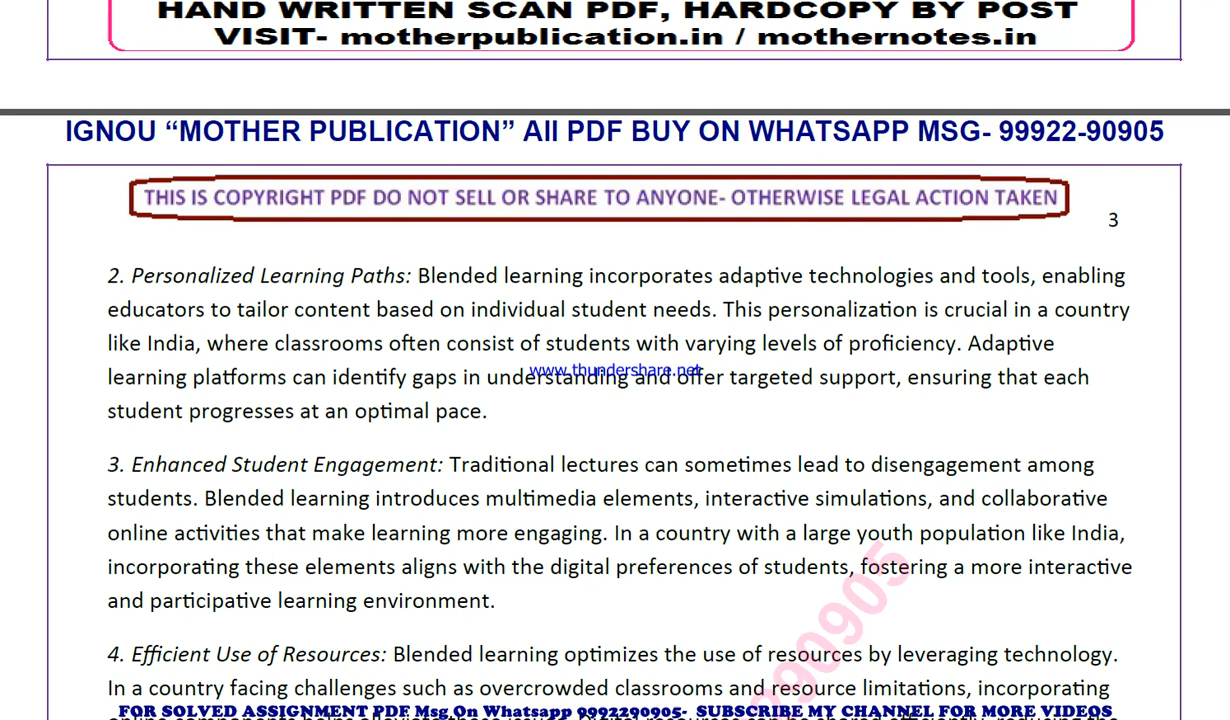 HAND WRITTEN SCAN PDF, HARDCOPY BY POST
VISIT- motherpublication.in / mothernotes.in
IGNOU “MOTHER PUBLICATION” All PDF BUY ON WHATSAPP MSG- 99922-90905
THIS IS COPYRIGHT PDF DO NOT SELL OR SHARE TO ANYONE- OTHERWISE LEGAL ACTION TAKEN
3
2. Personalized Learning Paths: Blended learning incorporates adaptive technologies and tools, enabling
educators to tailor content based on individual student needs. This personalization is crucial in a country
like India, where classrooms often consist of students with varying levels of proficiency. Adaptive
www.thundershare.net
learning platforms can identify gaps in understanding and offer targeted support, ensuring that each
student progresses at an optimal pace.
3. Enhanced Student Engagement: Traditional lectures can sometimes lead to disengagement among
students. Blended learning introduces multimedia elements, interactive simulations, and collaborative
online activities that make learning more engaging. In a country with a large youth population like India,
incorporating these elements aligns with the digital preferences of students, fostering a more interactive
and participative learning environment.
90905
4. Efficient Use of Resources: Blended learning optimizes the use of resources by leveraging technology.
In a country facing challenges such as overcrowded classrooms and resource limitations, incorporating
FOR SOLVED ASSIGNMENT PDF Msg On Whatsapp 9992290905- SUBSCRIBE MY CHANNEL FOR MORE VIDEOS